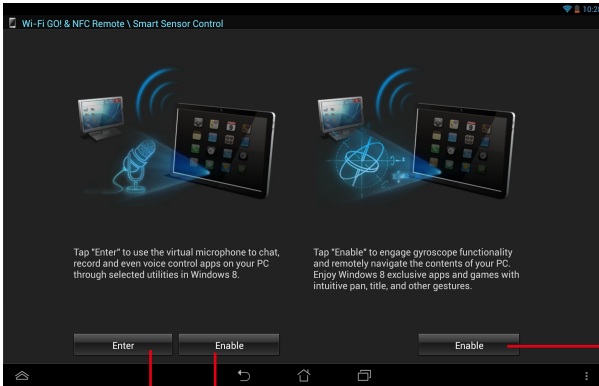 10:28
Wi-Fi GO! & NFC Remote \ Smart Sensor Control
Tap "Enter" to use the virtual microphone to chat,
record and even voice control apps on your PC
through selected utilities in Windows 8.
Tap "Enable" to engage gyroscope functionality
and remotely navigate the contents of your PC.
Enjoy Windows 8 exclusive apps and games with
intuitive pan, title, and other gestures.
Enter Enable Enable